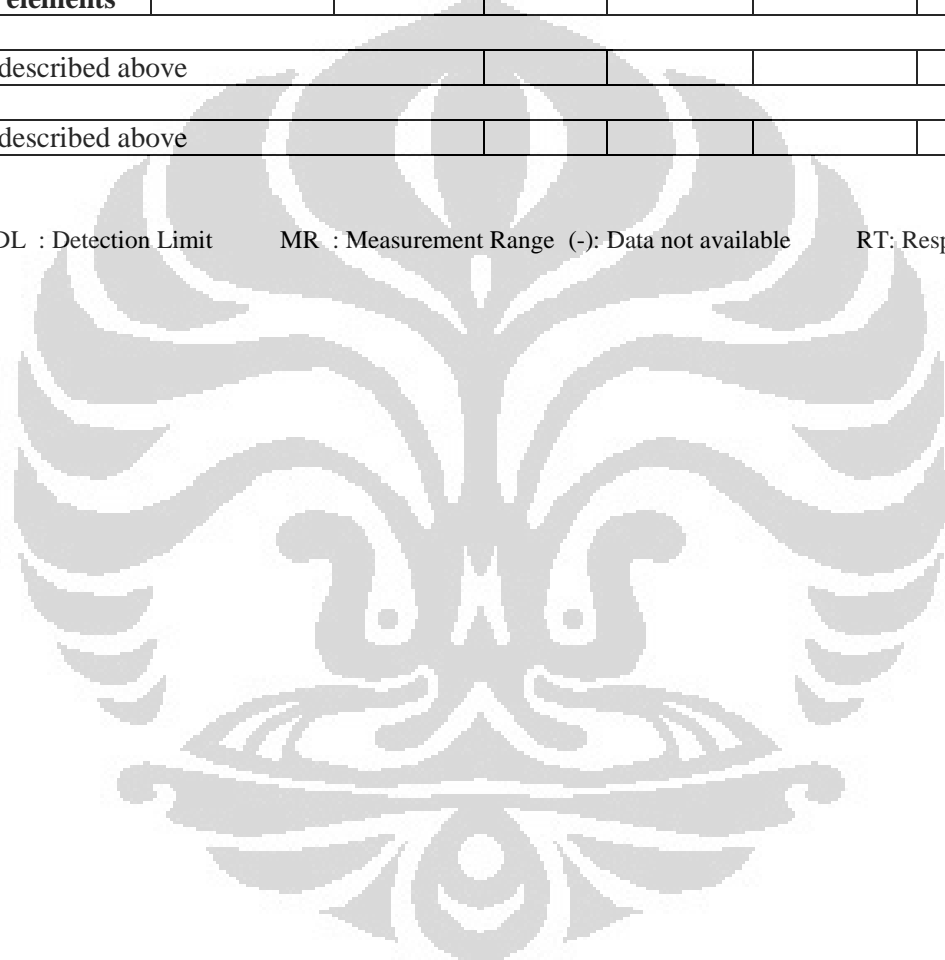 elements
described above
described above
DL : Detection Limit MR : Measurement Range (-): Data not available RT: Resp